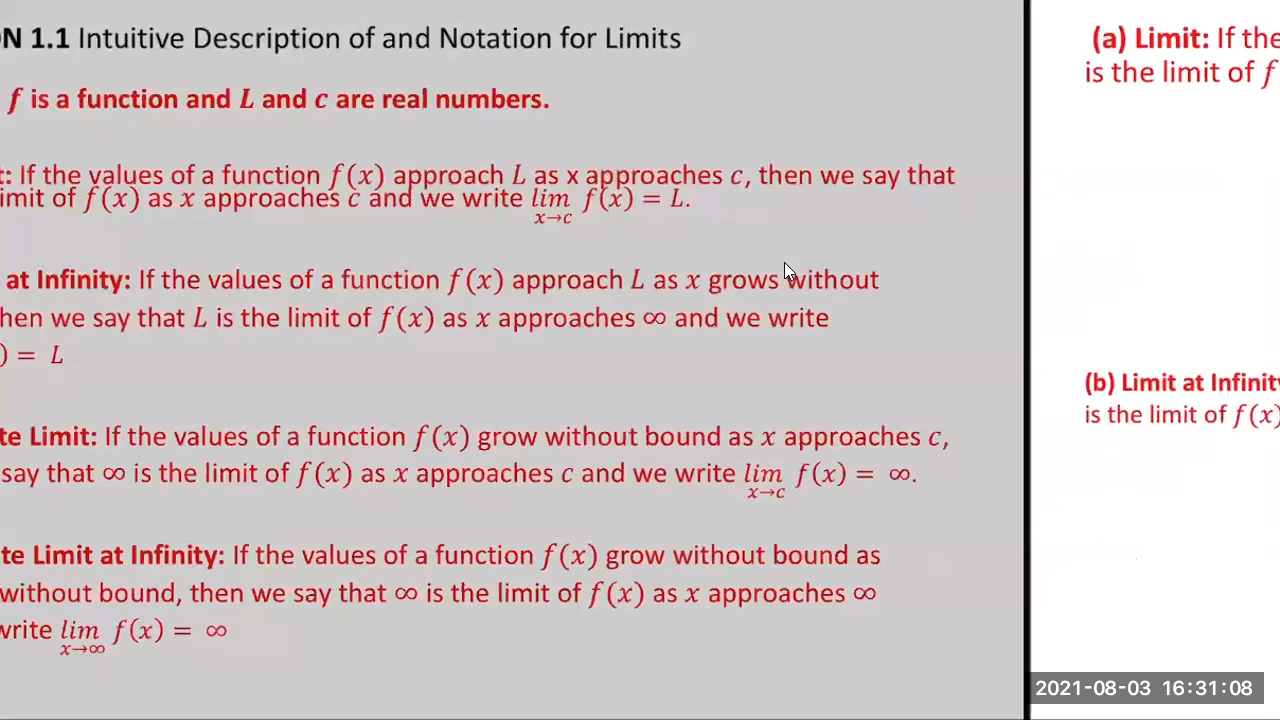 N 1.1 Intuitive Description of and Notation for Limits
f is a function and L and c are real numbers.
t: If the values of a function f(x) approach L as x approaches c, then we say that
imit of f(x) as x approaches c and we write lim f(x) = L.
x→c
at Infinity: If the values of a function f(x) approach L as x grows without
hen we say that L is the limit of f(x) as x approaches ∞ and we write
) = L
te Limit: If the values of a function f(x) grow without bound as x approaches c,
say that ∞ is the limit of f(x) as x approaches c and we write lim f(x) = ∞.
x→c
te Limit at Infinity: If the values of a function f(x) grow without bound as
without bound, then we say that ∞ is the limit of f(x) as x approaches ∞
write lim f(x) = ∞
x→∞
(a) Limit: If the
is the limit of f
(b) Limit at Infinity
is the limit of f(x)
2021-08-03 16:31:08